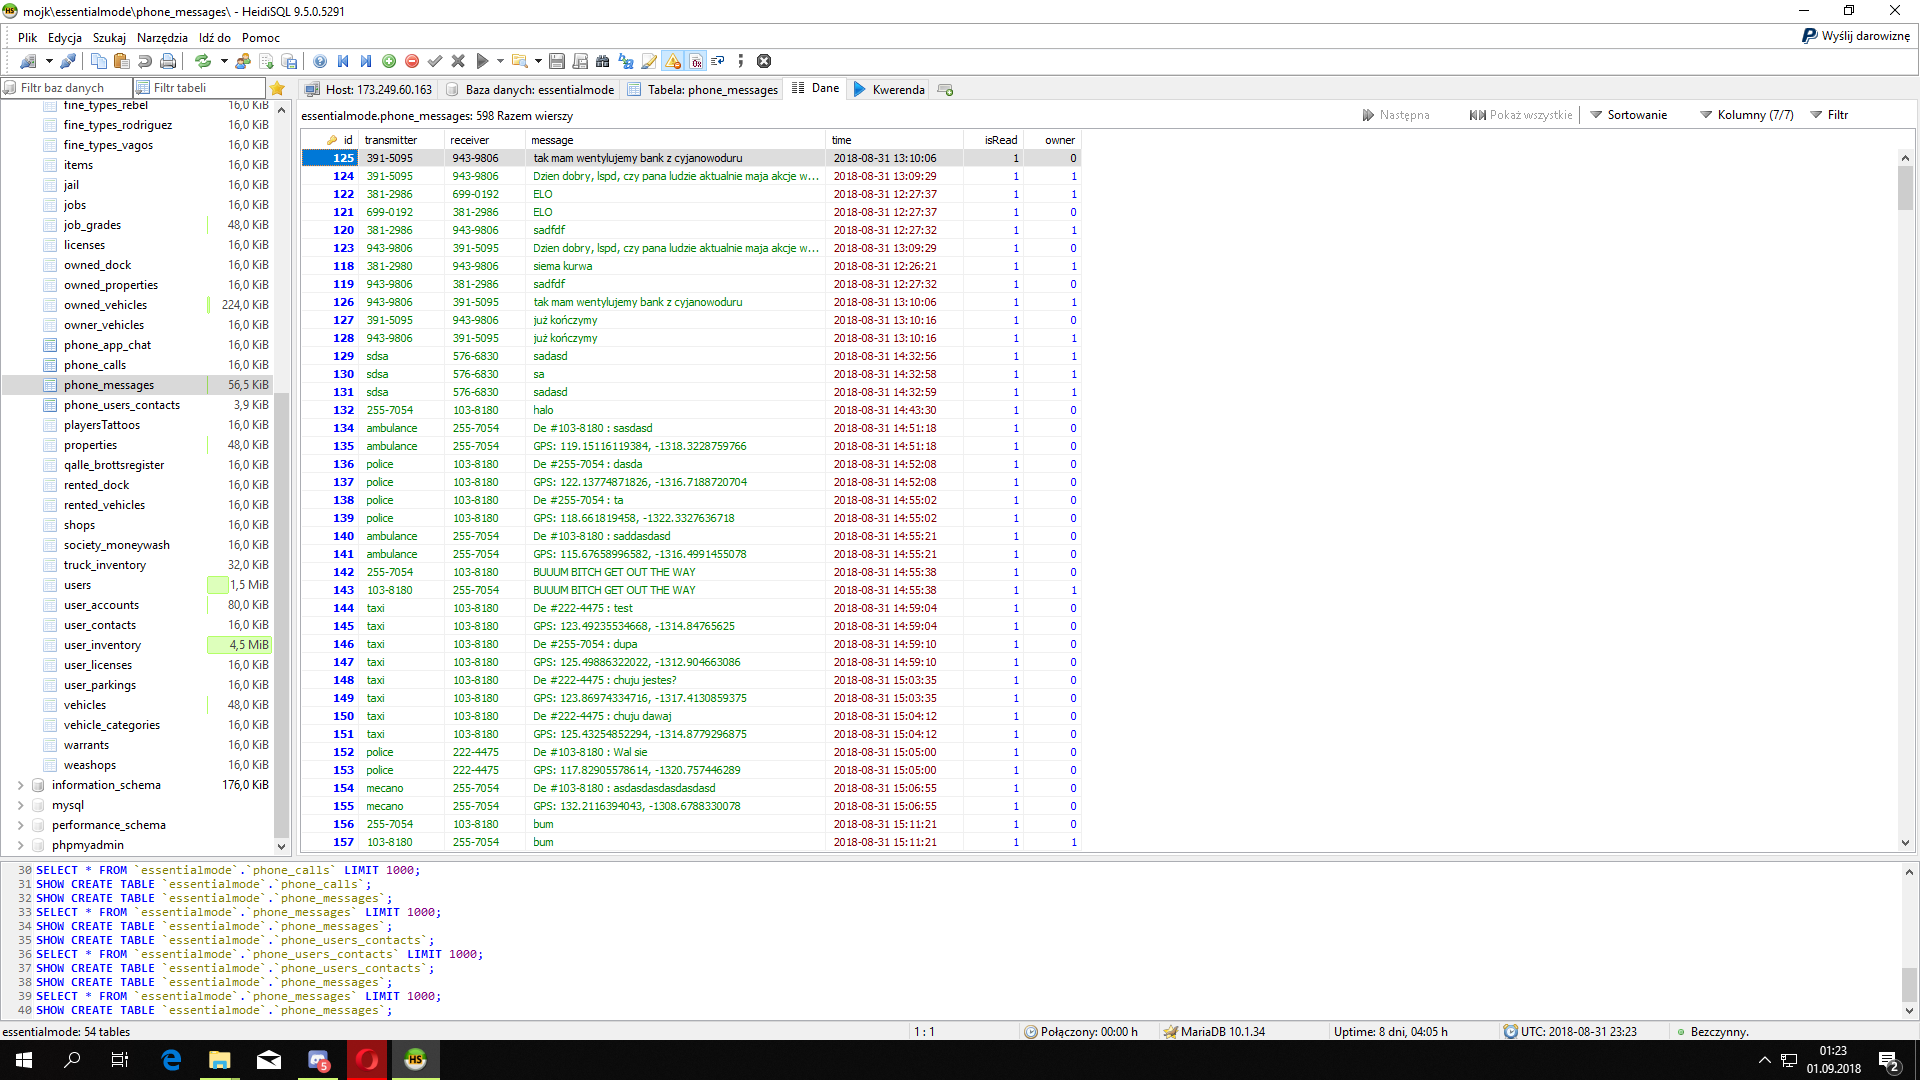 mojk\essentialmode\phone_messages\ - HeidiSQL 9.5.0.5291
Plik Edycja Szukaj Narzędzia Idź do Pomoc
Wyślij darowiznę
Filtr baz danych Filtr tabeli
Host: 173.249.60.163 Baza danych: essentialmode Tabela: phone_messages Dane Kwerenda
essentialmode.phone_messages: 598 Razem wierszy
Następna Pokaż wszystkie Sortowanie Kolumny (7/7) Filtr
fine_types_rebel 16,0 KiB
fine_types_rodriguez 16,0 KiB
fine_types_vagos 16,0 KiB
items 16,0 KiB
jail 16,0 KiB
jobs 16,0 KiB
job_grades 48,0 KiB
licenses 16,0 KiB
owned_dock 16,0 KiB
owned_properties 16,0 KiB
owned_vehicles 224,0 KiB
owner_vehicles 16,0 KiB
phone_app_chat 16,0 KiB
phone_calls 16,0 KiB
phone_messages 56,5 KiB
phone_users_contacts 3,9 KiB
playersTattoos 16,0 KiB
properties 48,0 KiB
qalle_brottsregister 16,0 KiB
rented_dock 16,0 KiB
rented_vehicles 16,0 KiB
shops 16,0 KiB
society_moneywash 16,0 KiB
truck_inventory 32,0 KiB
users 1,5 MiB
user_accounts 80,0 KiB
user_contacts 16,0 KiB
user_inventory 4,5 MiB
user_licenses 16,0 KiB
user_parkings 16,0 KiB
vehicles 48,0 KiB
vehicle_categories 16,0 KiB
warrants 16,0 KiB
weashops 16,0 KiB
information_schema 176,0 KiB
mysql
performance_schema
phpmyadmin
id transmitter receiver message time isRead owner
125 391-5095 943-9806 tak mam wentylujemy bank z cyjanowoduru 2018-08-31 13:10:06 1 0
124 391-5095 943-9806 Dzien dobry, lspd, czy pana ludzie aktualnie maja akcje w... 2018-08-31 13:09:29 1 1
122 381-2986 699-0192 ELO 2018-08-31 12:27:37 1 1
121 699-0192 381-2986 ELO 2018-08-31 12:27:37 1 0
120 381-2986 943-9806 sadfdf 2018-08-31 12:27:32 1 1
123 943-9806 391-5095 Dzien dobry, lspd, czy pana ludzie aktualnie maja akcje w... 2018-08-31 13:09:29 1 0
118 381-2980 943-9806 siema kurwa 2018-08-31 12:26:21 1 1
119 943-9806 381-2986 sadfdf 2018-08-31 12:27:32 1 0
126 943-9806 391-5095 tak mam wentylujemy bank z cyjanowoduru 2018-08-31 13:10:06 1 1
127 391-5095 943-9806 już kończymy 2018-08-31 13:10:16 1 0
128 943-9806 391-5095 już kończymy 2018-08-31 13:10:16 1 1
129 sdsa 576-6830 sadasd 2018-08-31 14:32:56 1 1
130 sdsa 576-6830 sa 2018-08-31 14:32:58 1 1
131 sdsa 576-6830 sadasd 2018-08-31 14:32:59 1 1
132 255-7054 103-8180 halo 2018-08-31 14:43:30 1 0
134 ambulance 255-7054 De #103-8180 : sasdasd 2018-08-31 14:51:18 1 0
135 ambulance 255-7054 GPS: 119.15116119384, -1318.3228759766 2018-08-31 14:51:18 1 0
136 police 103-8180 De #255-7054 : dasda 2018-08-31 14:52:08 1 0
137 police 103-8180 GPS: 122.13774871826, -1316.7188720704 2018-08-31 14:52:08 1 0
138 police 103-8180 De #255-7054 : ta 2018-08-31 14:55:02 1 0
139 police 103-8180 GPS: 118.661819458, -1322.3327636718 2018-08-31 14:55:02 1 0
140 ambulance 255-7054 De #103-8180 : saddasdasd 2018-08-31 14:55:21 1 0
141 ambulance 255-7054 GPS: 115.67658996582, -1316.4991455078 2018-08-31 14:55:21 1 0
142 255-7054 103-8180 BUUUM BITCH GET OUT THE WAY 2018-08-31 14:55:38 1 0
143 103-8180 255-7054 BUUUM BITCH GET OUT THE WAY 2018-08-31 14:55:38 1 1
144 taxi 103-8180 De #222-4475 : test 2018-08-31 14:59:04 1 0
145 taxi 103-8180 GPS: 123.49235534668, -1314.84765625 2018-08-31 14:59:04 1 0
146 taxi 103-8180 De #255-7054 : dupa 2018-08-31 14:59:10 1 0
147 taxi 103-8180 GPS: 125.49886322022, -1312.904663086 2018-08-31 14:59:10 1 0
148 taxi 103-8180 De #222-4475 : chuju jestes? 2018-08-31 15:03:35 1 0
149 taxi 103-8180 GPS: 123.86974334716, -1317.4130859375 2018-08-31 15:03:35 1 0
150 taxi 103-8180 De #222-4475 : chuju dawaj 2018-08-31 15:04:12 1 0
151 taxi 103-8180 GPS: 125.43254852294, -1314.8779296875 2018-08-31 15:04:12 1 0
152 police 222-4475 De #103-8180 : Wal sie 2018-08-31 15:05:00 1 0
153 police 222-4475 GPS: 117.82905578614, -1320.757446289 2018-08-31 15:05:00 1 0
154 mecano 255-7054 De #103-8180 : asdasdasdasdasdasd 2018-08-31 15:06:55 1 0
155 mecano 255-7054 GPS: 132.2116394043, -1308.6788330078 2018-08-31 15:06:55 1 0
156 255-7054 103-8180 bum 2018-08-31 15:11:21 1 0
157 103-8180 255-7054 bum 2018-08-31 15:11:21 1 1
30 SELECT * FROM `essentialmode`.`phone_calls` LIMIT 1000;
31 SHOW CREATE TABLE `essentialmode`.`phone_calls`;
32 SHOW CREATE TABLE `essentialmode`.`phone_messages`;
33 SELECT * FROM `essentialmode`.`phone_messages` LIMIT 1000;
34 SHOW CREATE TABLE `essentialmode`.`phone_messages`;
35 SHOW CREATE TABLE `essentialmode`.`phone_users_contacts`;
36 SELECT * FROM `essentialmode`.`phone_users_contacts` LIMIT 1000;
37 SHOW CREATE TABLE `essentialmode`.`phone_users_contacts`;
38 SHOW CREATE TABLE `essentialmode`.`phone_messages`;
39 SELECT * FROM `essentialmode`.`phone_messages` LIMIT 1000;
40 SHOW CREATE TABLE `essentialmode`.`phone_messages`;
essentialmode: 54 tables 1 : 1 Połączony: 00:00 h MariaDB 10.1.34 Uptime: 8 dni, 04:05 h UTC: 2018-08-31 23:23 Bezczynny.
5 HS 01:23
01.09.2018 2